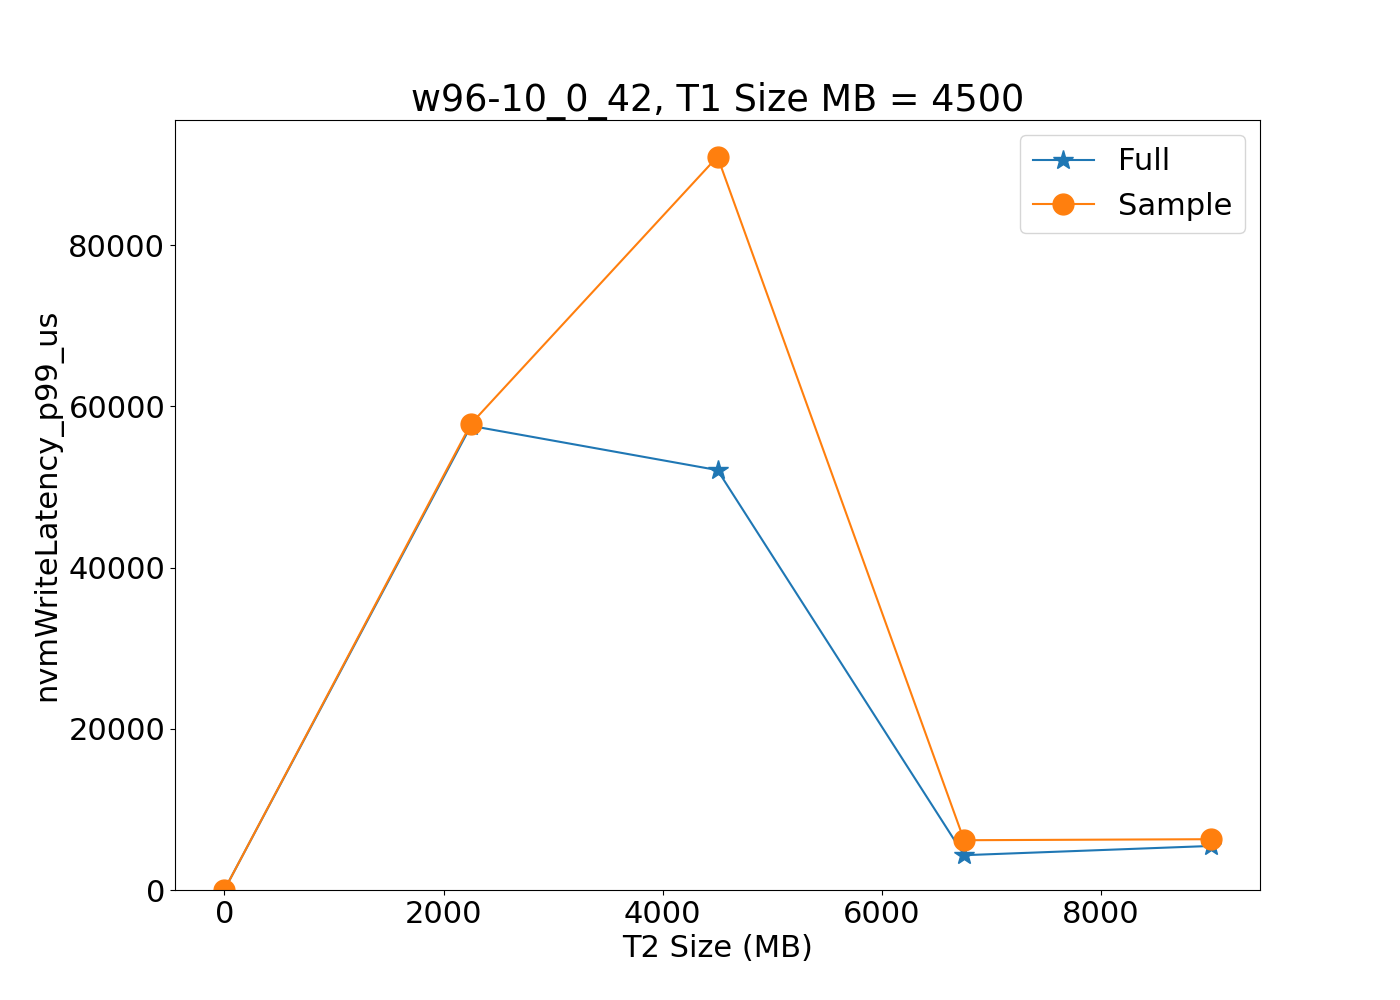 w96-10_0_42, T1 Size MB = 4500
Full
Sample
nvmWriteLatency_p99_us
80000
60000
40000
20000
0
0 2000 4000 6000 8000
T2 Size (MB)